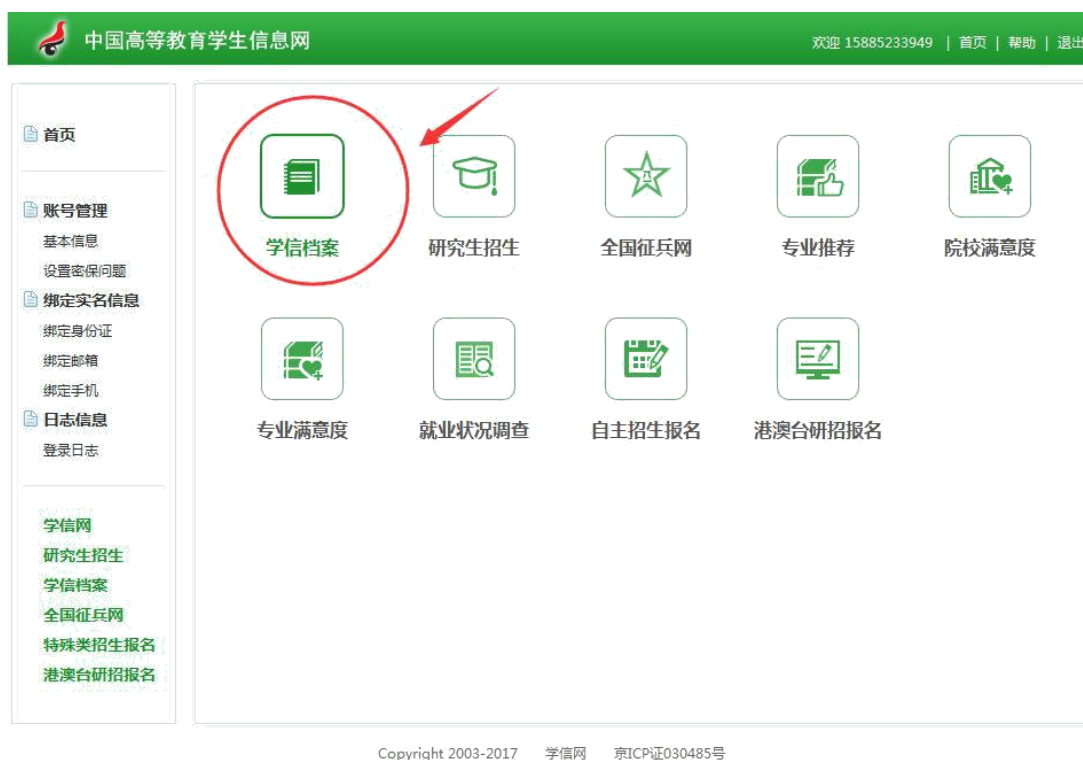 中国高等教育学生信息网
欢迎 15885233949 | 首页 | 帮助 | 退出
首页
账号管理
基本信息
设置密保问题
绑定实名信息
绑定身份证
绑定邮箱
绑定手机
日志信息
登录日志
学信网
研究生招生
学信档案
全国征兵网
特殊类招生报名
港澳台研招报名
学信档案 研究生招生 全国征兵网 专业推荐 院校满意度
专业满意度 就业状况调查 自主招生报名 港澳台研招报名
Copyright 2003-2017 学信网 京ICP证030485号